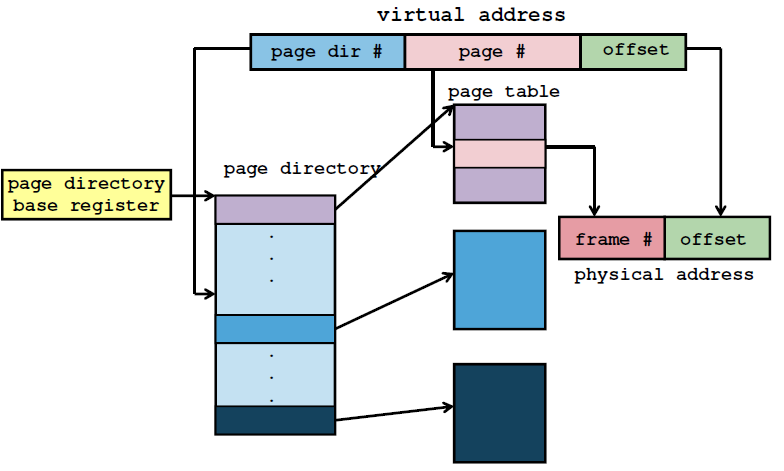 virtual address
page dir #
page #
offset
page table
page directory
page directory
base register
.
.
.
.
.
.
frame #
offset
physical address